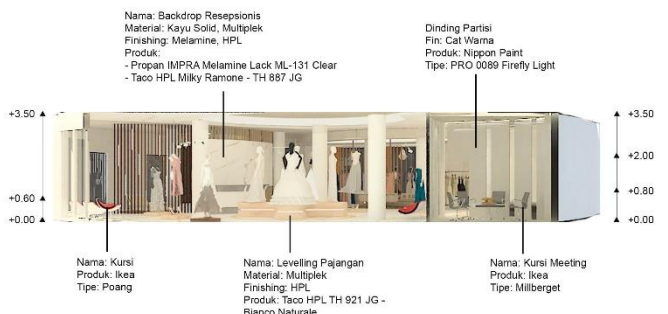 Nama: Backdrop Resepsionis
Material: Kayu Solid, Multiplek
Finishing: Melamine, HPL
Produk:
- Propan IMPRA Melamine Lack ML-131 Clear
- Taco HPL Milky Ramone - TH 887 JG
Dinding Partisi
Fin: Cat Warna
Produk: Nippon Paint
Tipe: PRO 0089 Firefly Light
+3.50
+0.60
+0.00
+3.50
+2.00
+0.80
+0.00
Nama: Kursi
Produk: Ikea
Tipe: Poang
Nama: Levelling Pajangan
Material: Multiplek
Finishing: HPL
Produk: Taco HPL TH 921 JG -
Bianco Naturale
Nama: Kursi Meeting
Produk: Ikea
Tipe: Millberget